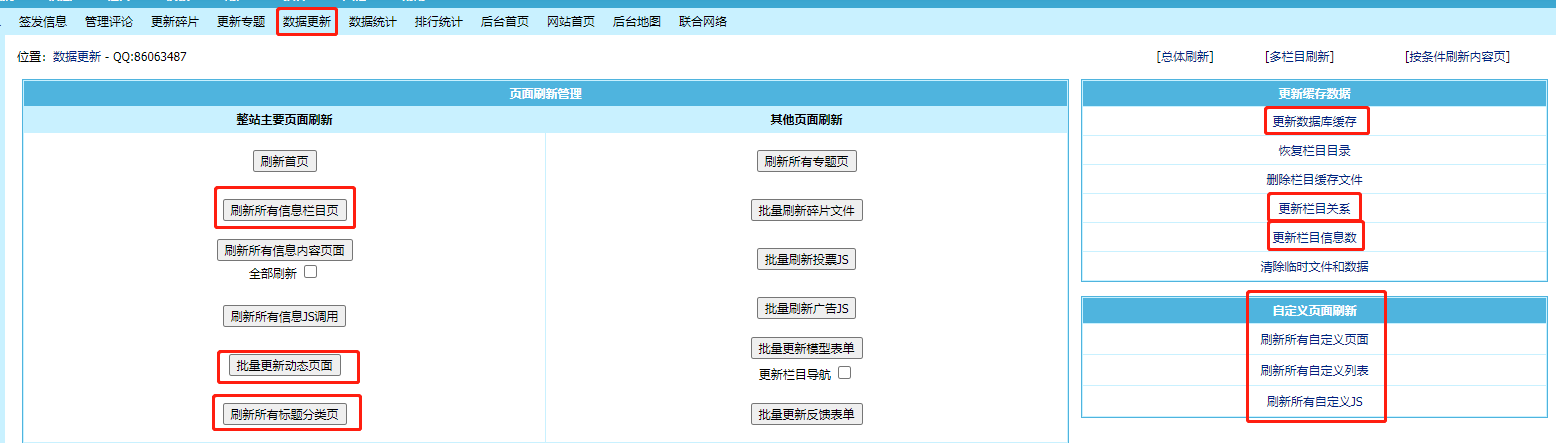 签发信息 管理评论 更新碎片 更新专题 数据更新 数据统计 排行统计 后台首页 网站首页 后台地图 联合网络
位置：数据更新 - QQ:86063487 [总体刷新] [多栏目刷新] [按条件刷新内容页]
页面刷新管理
整站主要页面刷新 其他页面刷新
刷新首页 刷新所有专题页
刷新所有信息栏目页 批量刷新碎片文件
刷新所有信息内容页面 批量刷新投票JS
全部刷新
刷新所有信息JS调用 批量刷新广告JS
批量更新动态页面 批量更新模型表单
更新栏目导航
刷新所有标题分类页 批量更新反馈表单
更新缓存数据
更新数据库缓存
恢复栏目目录
删除栏目缓存文件
更新栏目关系
更新栏目信息数
清除临时文件和数据
自定义页面刷新
刷新所有自定义页面
刷新所有自定义列表
刷新所有自定义JS